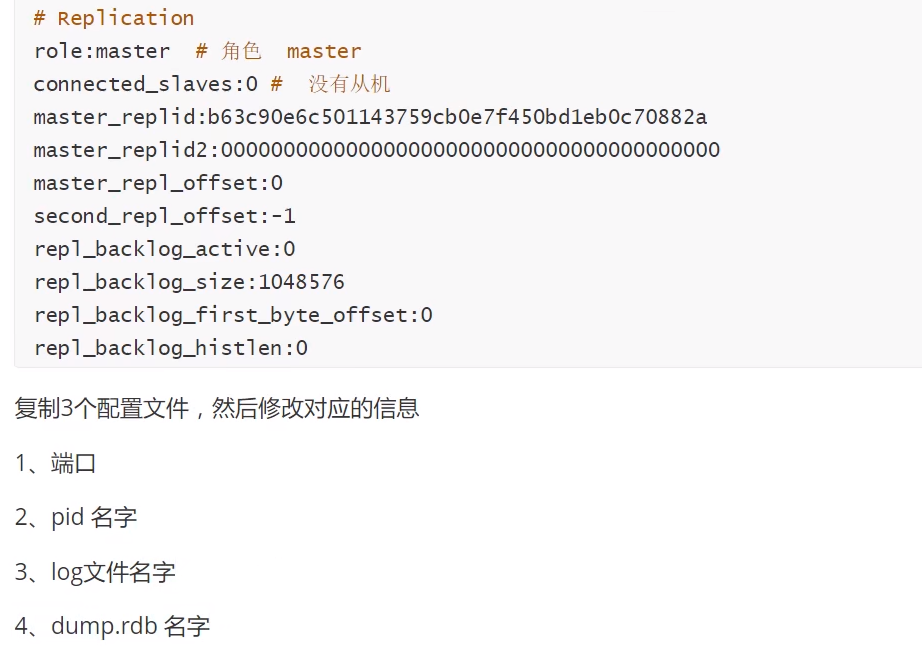 # Replication
role:master  # 角色  master
connected_slaves:0 #  没有从机
master_replid:b63c90e6c501143759cb0e7f450bd1eb0c70882a
master_replid2:0000000000000000000000000000000000000000
master_repl_offset:0
second_repl_offset:-1
repl_backlog_active:0
repl_backlog_size:1048576
repl_backlog_first_byte_offset:0
repl_backlog_histlen:0
复制3个配置文件，然后修改对应的信息
1、端口
2、pid 名字
3、log文件名字
4、dump.rdb 名字